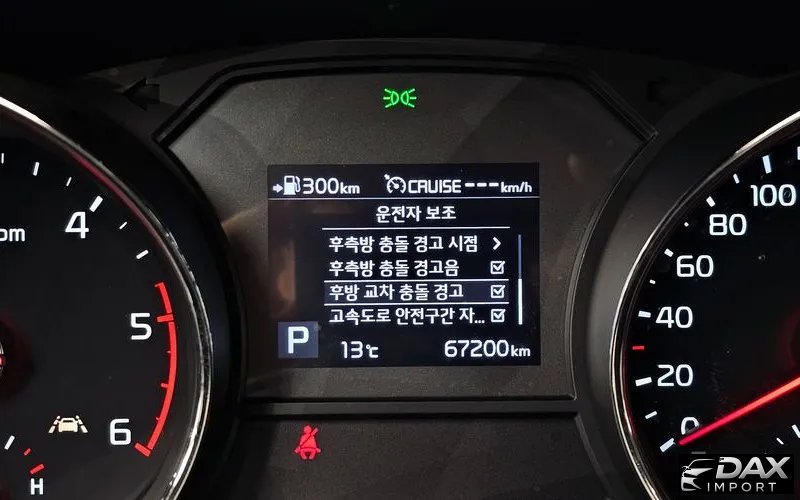 300km CRUISE ---km/h
운전자 보조
후측방 충돌 경고 시점
후측방 충돌 경고음
후방 교차 충돌 경고
고속도로 안전구간 자...
P 13℃ 67200km
4
5
6
H
pm
100
80
60
40
20
0
DAX
IMPORT